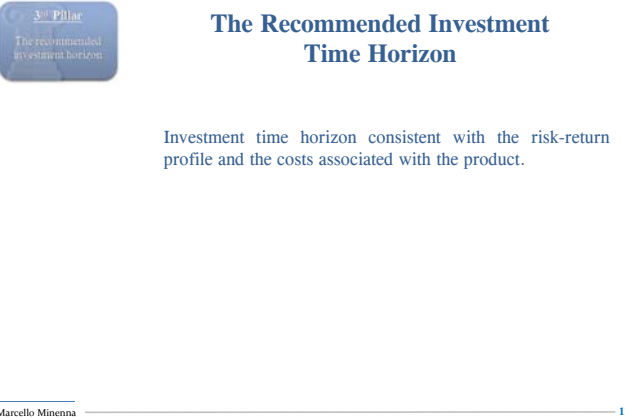 3rd Pillar
The recommended
investment horizon
The Recommended Investment
Time Horizon
Investment time horizon consistent with the risk-return
profile and the costs associated with the product.
Marcello Minenna
1